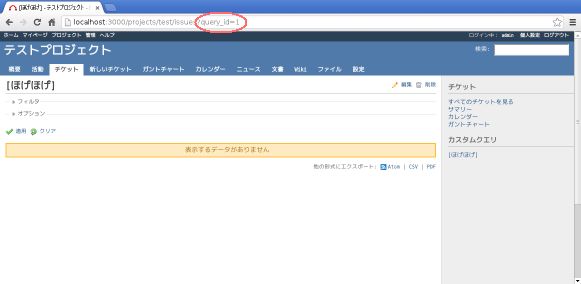 [ほげほげ] - テストプロジェクト -
localhost:3000/projects/test/issues?query_id=1
ホーム マイページ プロジェクト 管理 ヘルプ
ログイン中: admin 個人設定 ログアウト
テストプロジェクト
検索:
概要 活動 チケット 新しいチケット ガントチャート カレンダー ニュース 文書 Wiki ファイル 設定
[ほげほげ]
編集 削除
フィルタ
オプション
適用 クリア
表示するデータがありません
他の形式にエクスポート: Atom | CSV | PDF
チケット
すべてのチケットを見る
サマリー
カレンダー
ガントチャート
カスタムクエリ
[ほげほげ]